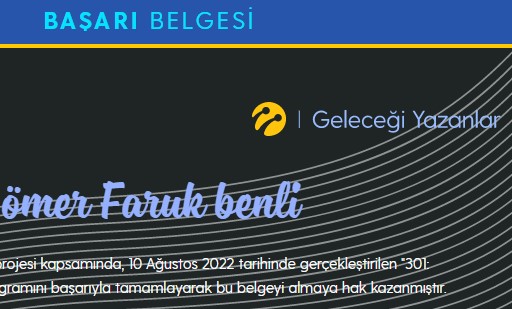 BAŞARI BELGESİ
| Geleceği Yazanlar
ömer Faruk benli
rojesi kapsamında, 10 Ağustos 2022 tarihinde gerçekleştirilen "301:
gramını başarıyla tamamlayarak bu belgeyi almaya hak kazanmıştır.